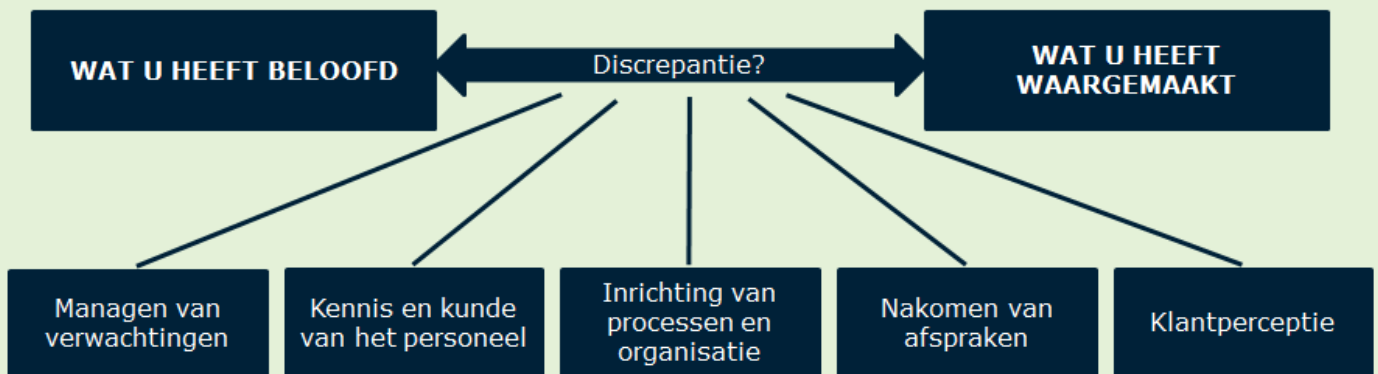 WAT U HEEFT BELOOFD
Discrepantie?
WAT U HEEFT
WAARGEMAAKT
Managen van
verwachtingen
Kennis en kunde
van het personeel
Inrichting van
processen en
organisatie
Nakomen van
afspraken
Klantperceptie